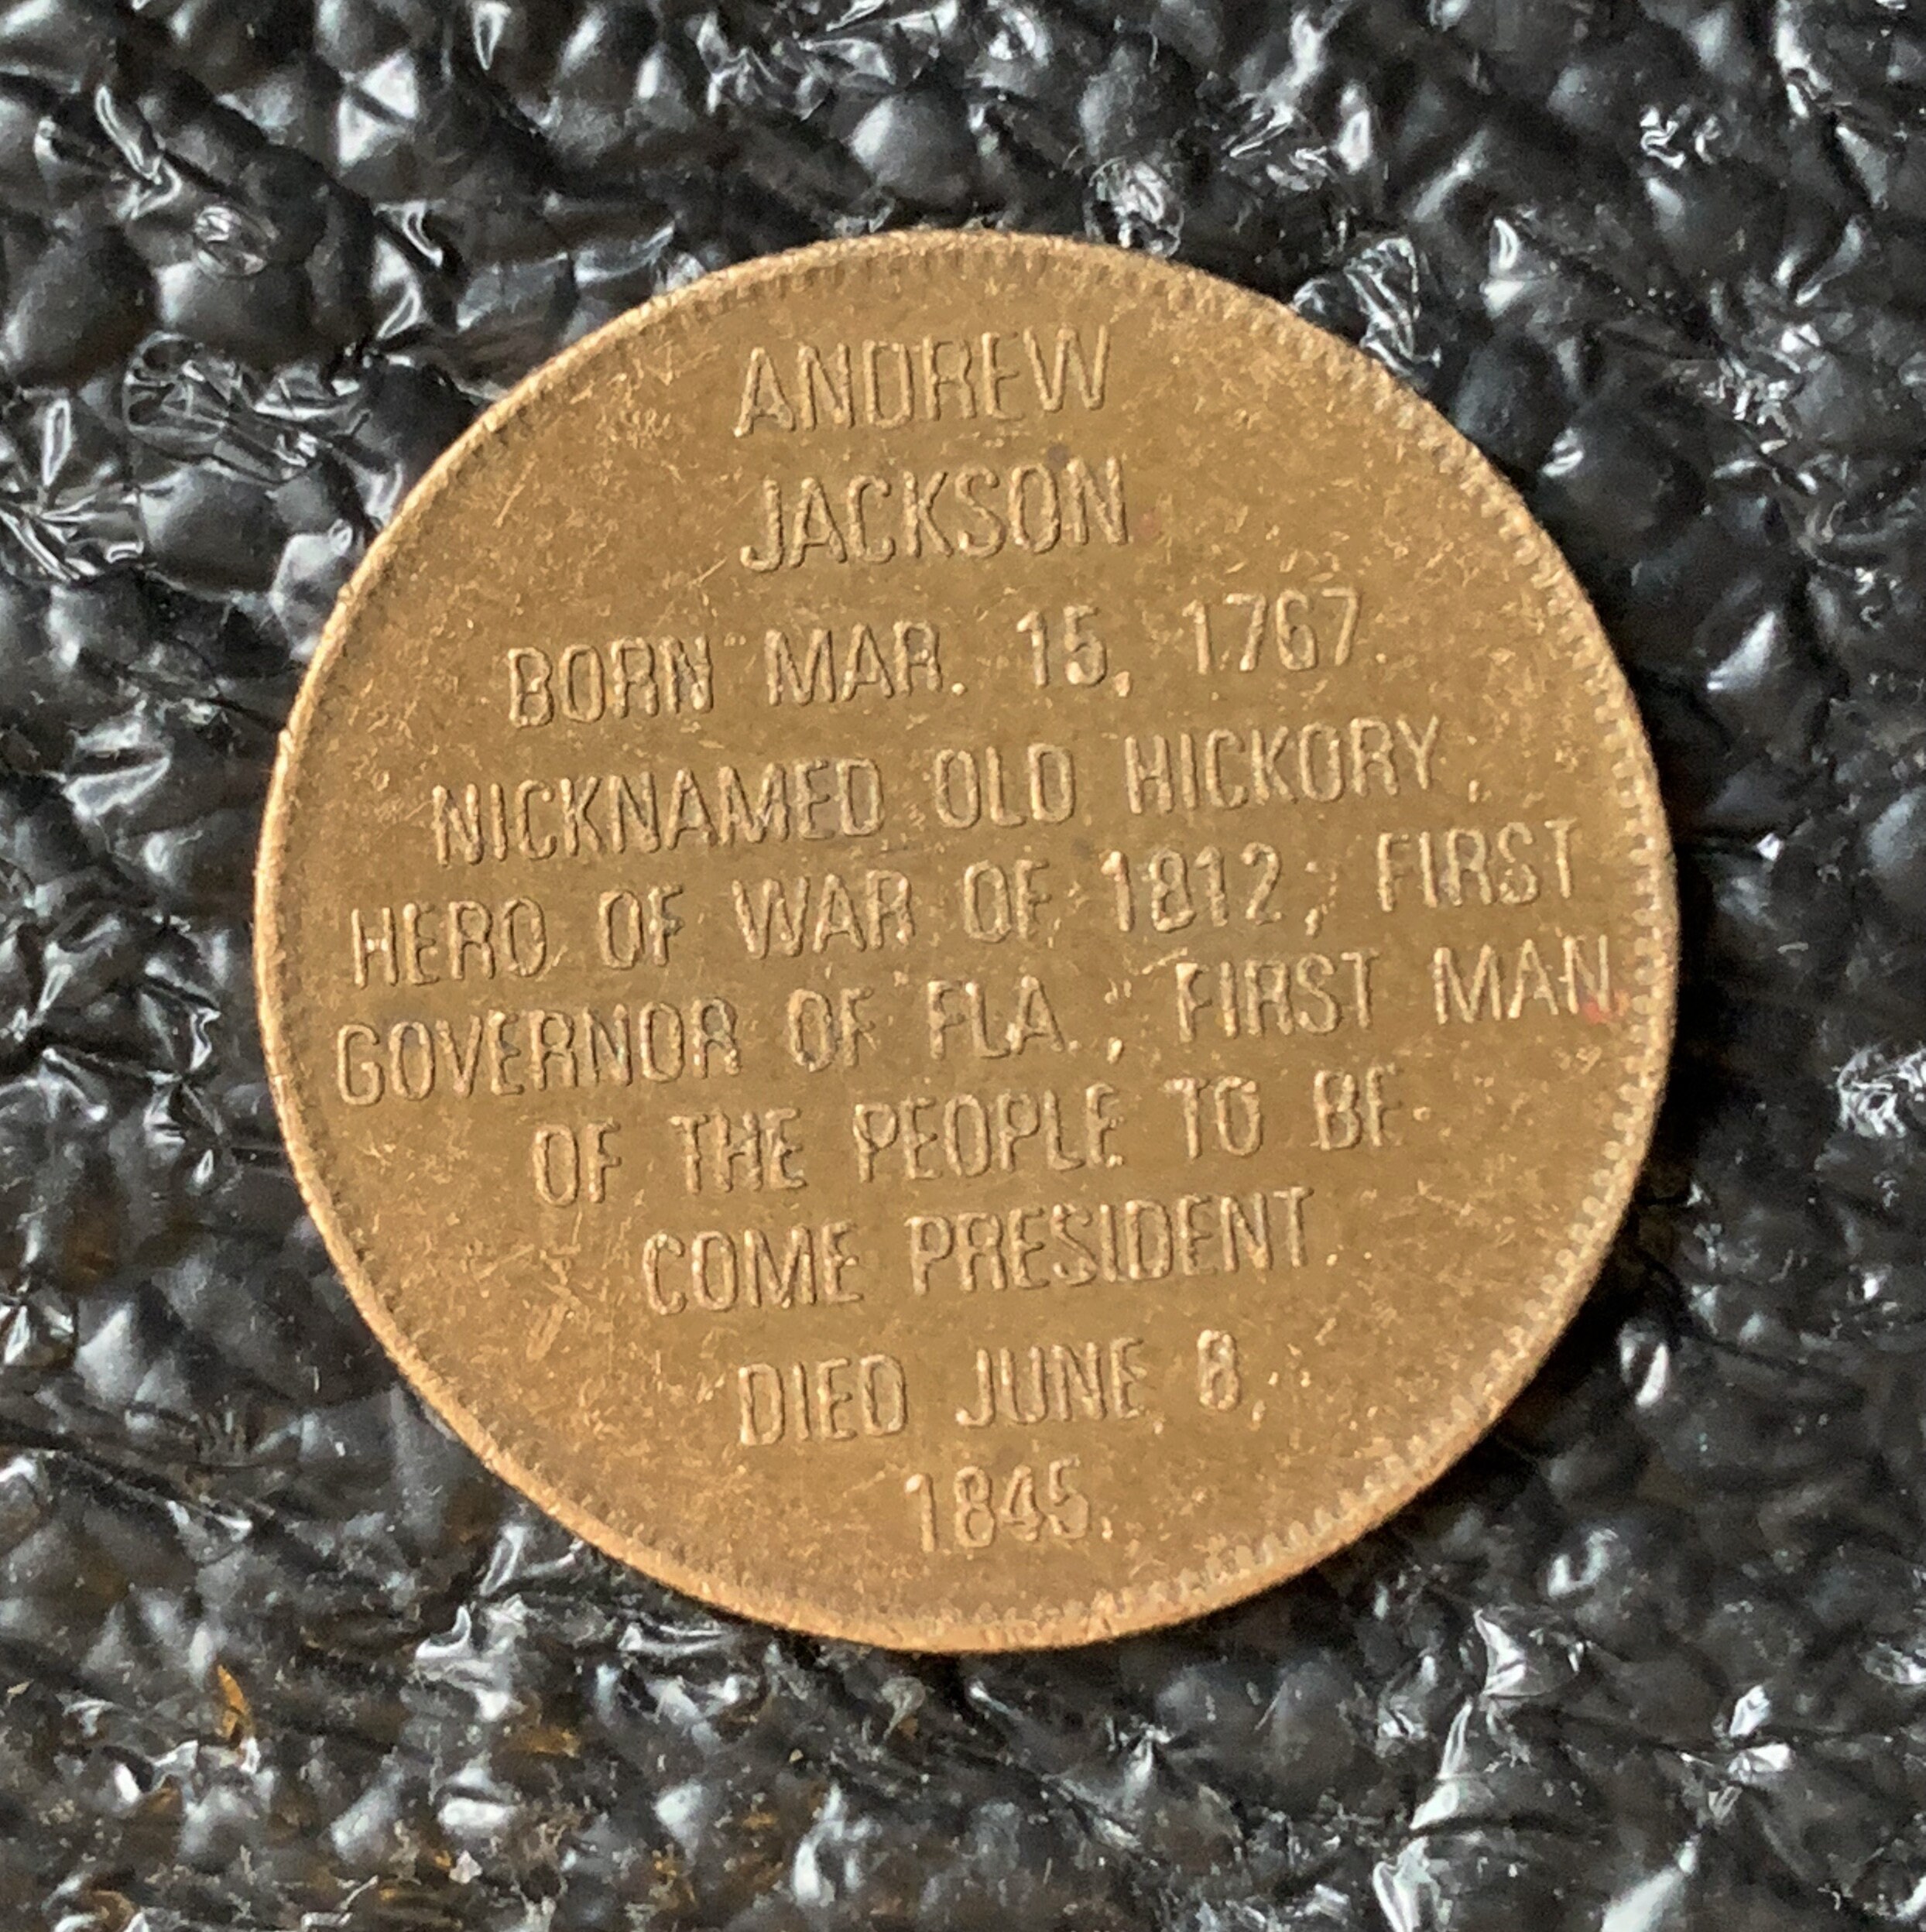 ANDREW
JACKSON
BORN MAR. 15, 1767.
NICKNAMED OLD HICKORY,
HERO OF WAR OF 1812; FIRST
GOVERNOR OF FLA.; FIRST MAN
OF THE PEOPLE TO BE-
COME PRESIDENT.
DIED JUNE 8,
1845.